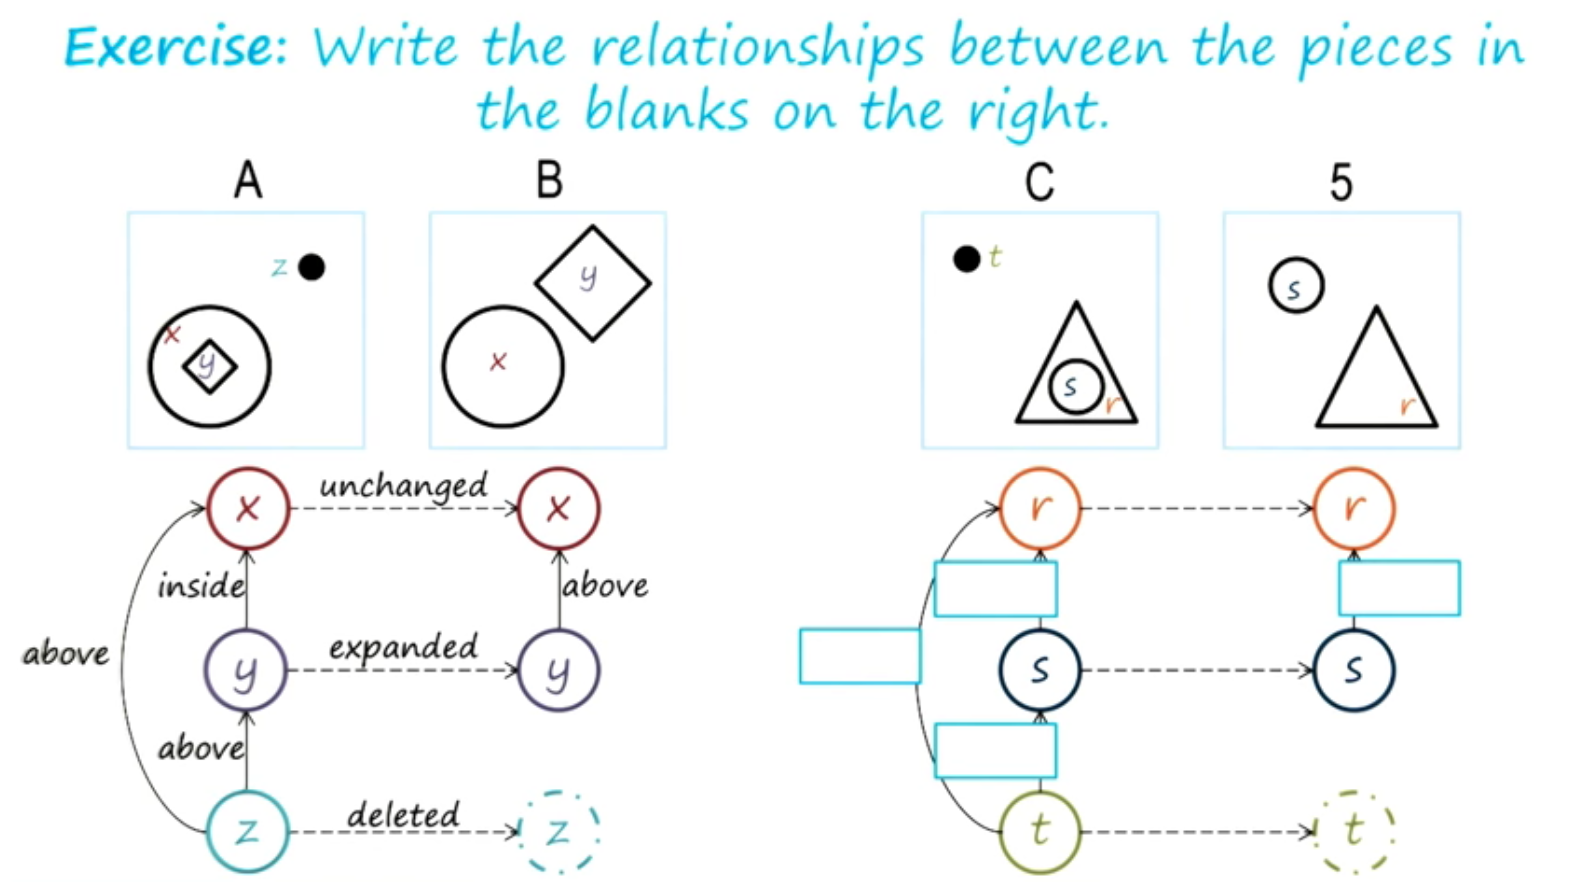 Exercise: Write the relationships between the pieces in
the blanks on the right.
A B C 5
z t
x y
y
x
s r
s
r
x unchanged x r r
inside above
above y expanded y s s
above
z deleted z t t